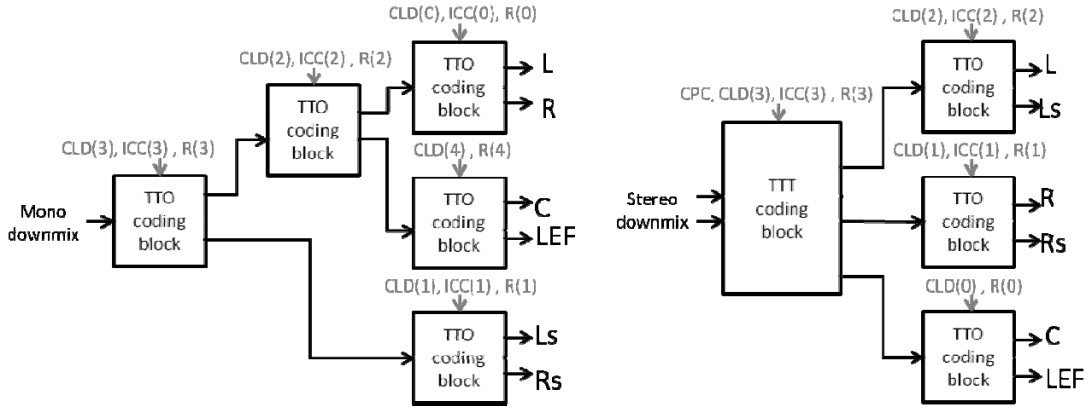 CLD(C), ICC(0), R(0)
TTO
coding
block
L
R
CLD(2), ICC(2) , R(2)
TTO
coding
block
CLD(3), ICC(3) , R(3)
TTO
coding
block
Mono
downmix
CLD(4) , R(4)
TTO
coding
block
C
LEF
CLD(1), ICC(1) , R(1)
TTO
coding
block
Ls
Rs
CLD(2), ICC(2) , R(2)
TTO
coding
block
L
Ls
CPC, CLD(3), ICC(3) , R(3)
TTT
coding
block
Stereo
downmix
CLD(1), ICC(1) , R(1)
TTO
coding
block
R
Rs
CLD(0) , R(0)
TTO
coding
block
C
LEF